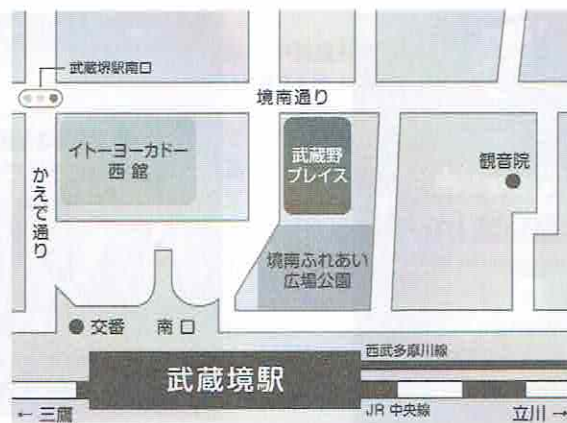 武蔵堺駅南口
境南通り
イトーヨーカドー
西館
武蔵野
プレイス
観音院
かえで通り
境南ふれあい
広場公園
交番
南口
西武多摩川線
武蔵境駅
← 三鷹
JR 中央線
立川 →